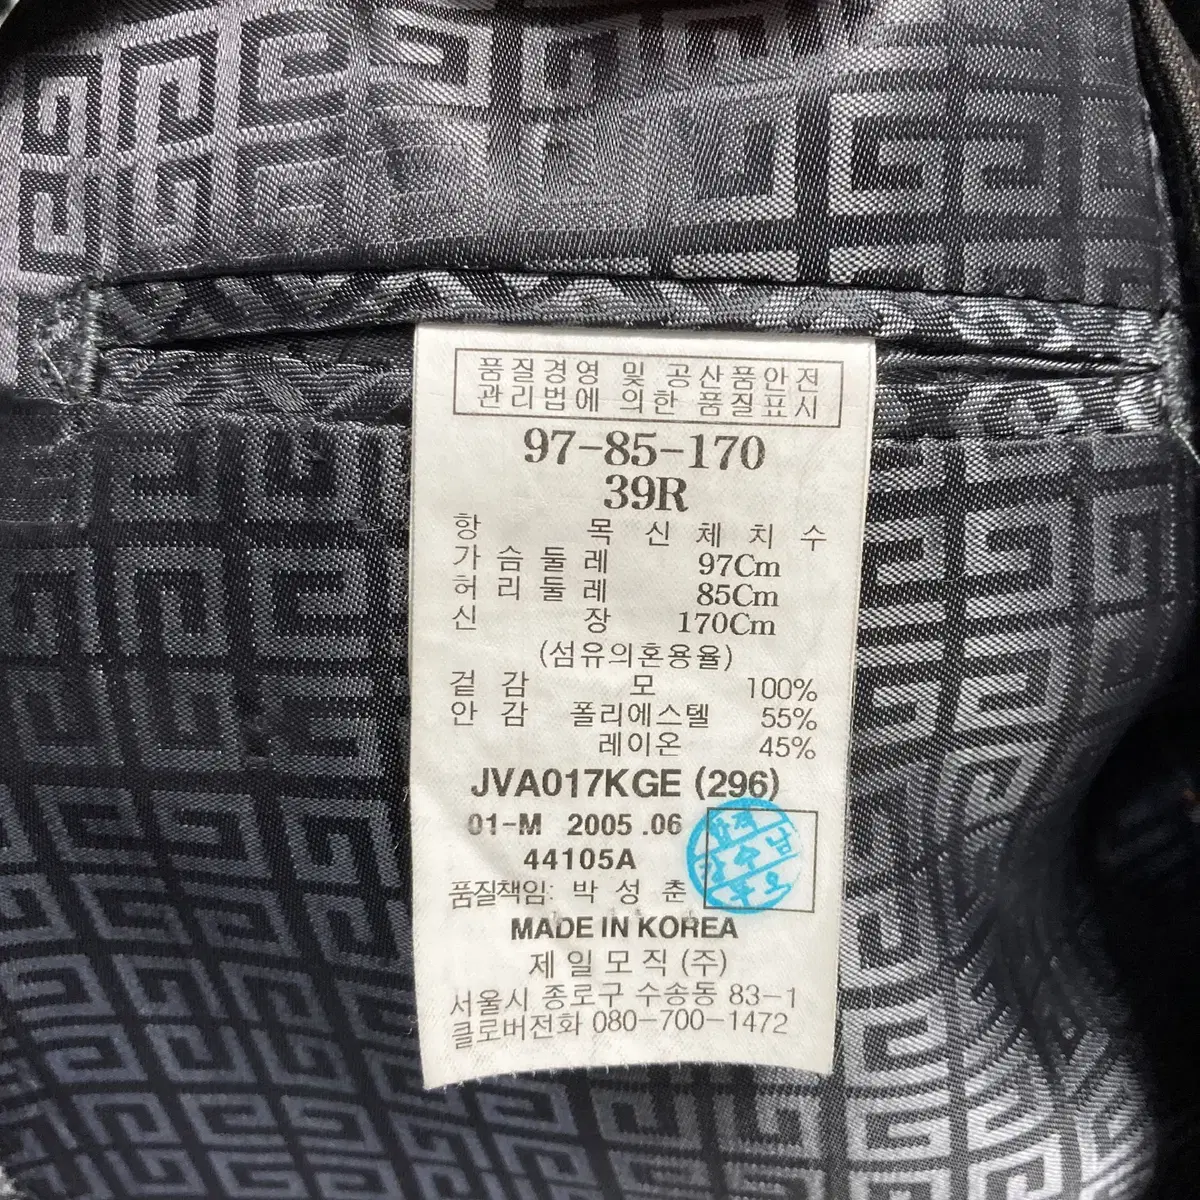 품질경영 및 공산품안전
관리법에 의한 품질표시
97-85-170
39R
항 목 신체치수
가슴둘레 97Cm
허리둘레 85Cm
신 장 170Cm
(섬유의혼용율)
겉감 모 100%
안감 폴리에스텔 55%
레이온 45%
JVA017KGE (296)
01-M 2005 .06
44105A
품질책임: 박성춘
MADE IN KOREA
제일모직(주)
서울시 종로구 수송동 83-1
클로버전화 080-700-1472